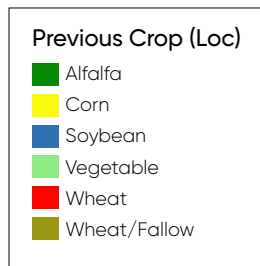 Previous Crop (Loc)
Alfalfa
Corn
Soybean
Vegetable
Wheat
Wheat/Fallow